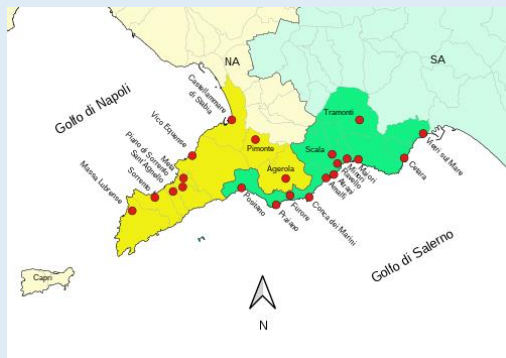 NA
SA
Golfo di Napoli
Castellammare
di Stabia
Vico Equense
Pimonte
Tramonti
Meta
Piano di Sorrento
Sant'Agnello
Sorrento
Massa Lubrense
Agerola
Scala
Ravello
Minori
Maiori
Atrani
Amalfi
Vietri sul Mare
Cetara
Positano
Praiano
Furore
Conca dei Marini
Golfo di Salerno
Capri
N